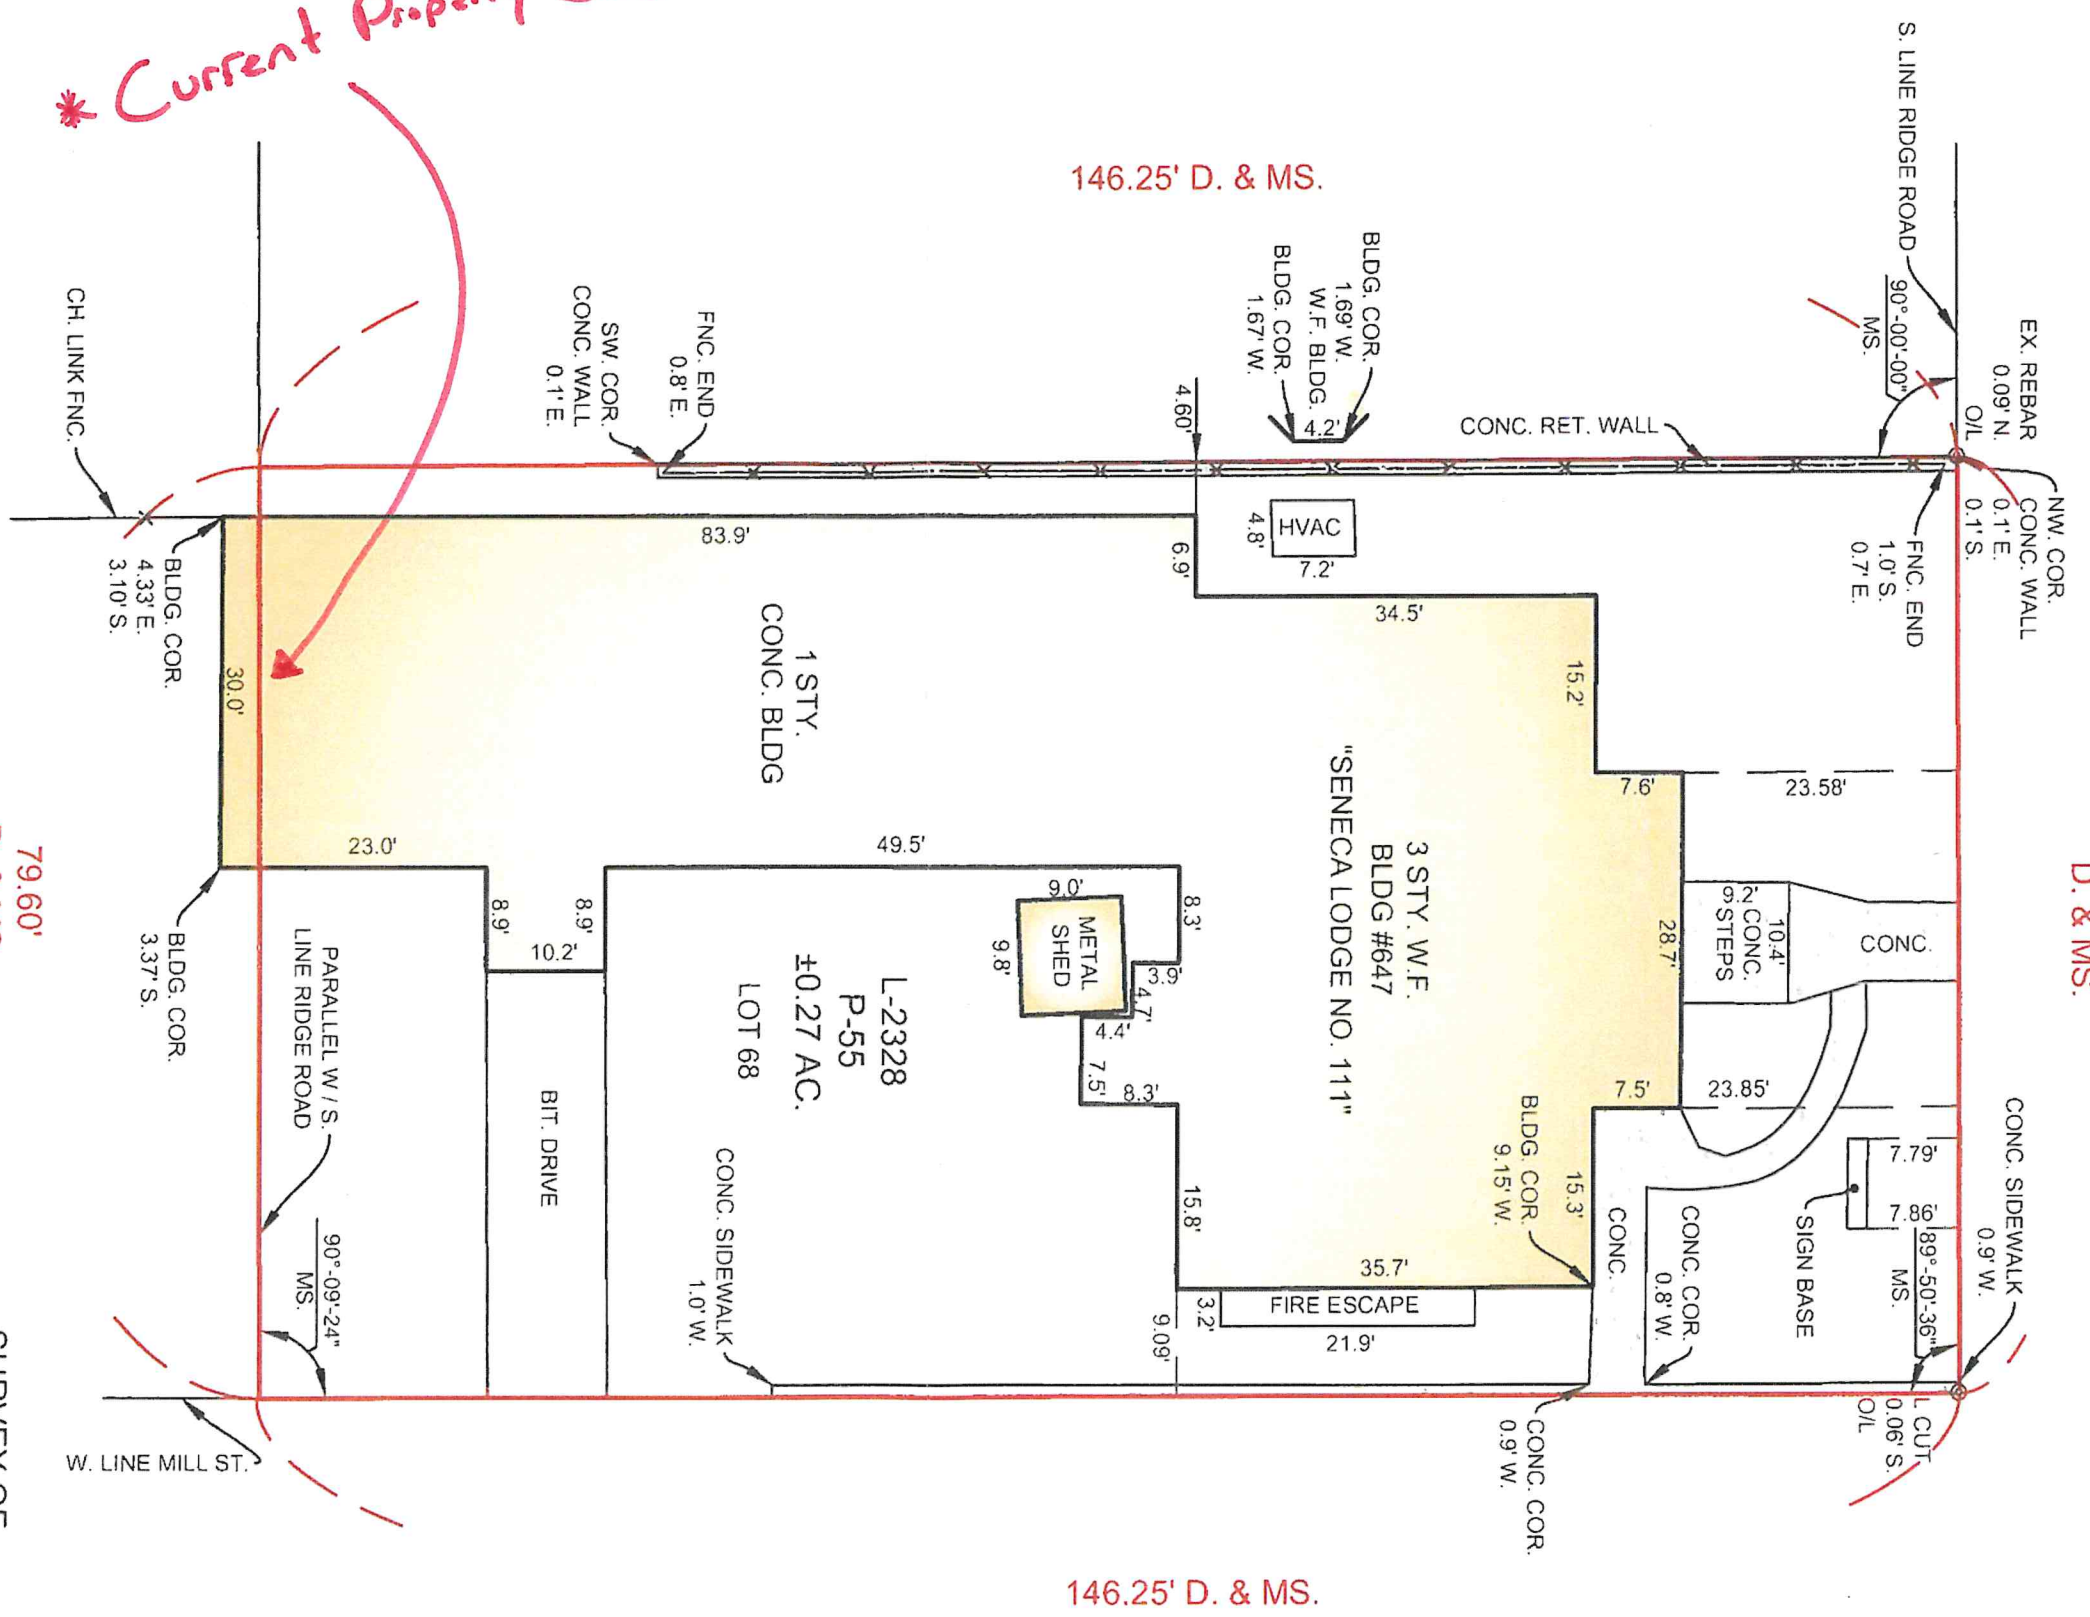 * Current Property
146.25' D. & MS.
S. LINE RIDGE ROAD
90°-00'-00"
MS.
EX. REBAR
0.09' N.
O/L
NW. COR.
CONC. WALL
0.1' E.
0.1' S.
FNC. END
1.0' S.
0.7' E.
D. & MS.
BLDG. COR.
1.69' W.
W.F. BLDG.
BLDG. COR.
1.67' W.
4.2'
CONC. RET. WALL
4.60'
FNC. END
0.8' E.
SW. COR.
CONC. WALL
0.1' E.
CH. LINK FNC.
BLDG. COR.
4.33' E.
3.10' S.
83.9'
6.9'
HVAC
4.8'
7.2'
34.5'
15.2'
7.6'
23.58'
1 STY.
CONC. BLDG
3 STY. W.F.
BLDG #647
"SENECA LODGE NO. 111"
28.7'
9.2'
10.4'
CONC.
STEPS
CONC.
30.0'
23.0'
49.5'
8.9'
8.9'
10.2'
9.0'
METAL
SHED
9.8'
8.3'
3.9'
4.7'
4.4'
7.5'
8.3'
15.8'
7.5'
23.85'
15.3'
7.79'
7.86'
SIGN BASE
CONC. SIDEWALK
0.9' W.
89°-50'-36"
MS.
CONC.
CONC. COR.
0.8' W.
BLDG. COR.
9.15' W.
35.7'
FIRE ESCAPE
3.2'
21.9'
9.09'
L CUT
0.06' S.
O/L
CONC. COR.
0.9' W.
L-2328
P-55
±0.27 AC.
LOT 68
CONC. SIDEWALK
1.0' W.
BIT. DRIVE
BLDG. COR.
3.37' S.
PARALLEL W / S.
LINE RIDGE ROAD
90°-09'-24"
MS.
W. LINE MILL ST.
79.60'
SURVEY OF
146.25' D. & MS.